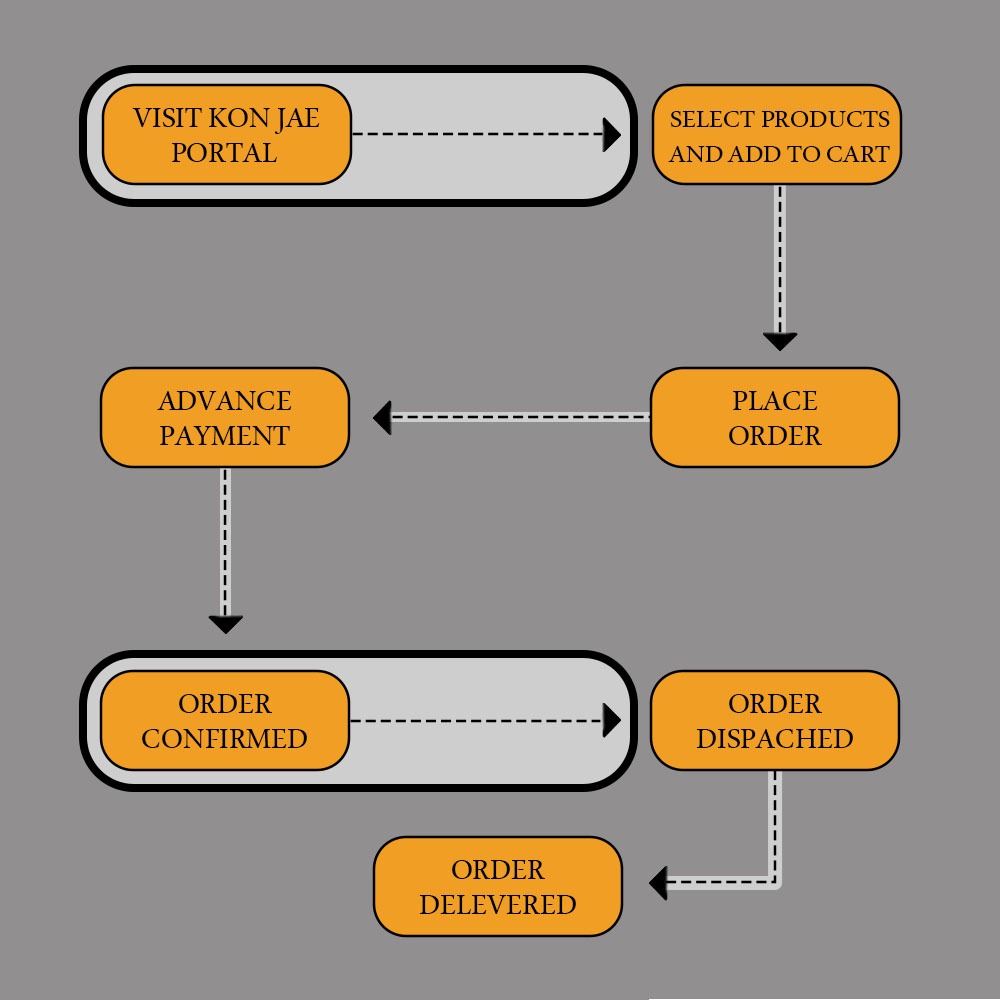 VISIT KON JAE
PORTAL
SELECT PRODUCTS
AND ADD TO CART
PLACE
ORDER
ADVANCE
PAYMENT
ORDER
CONFIRMED
ORDER
DISPACHED
ORDER
DELEVERED